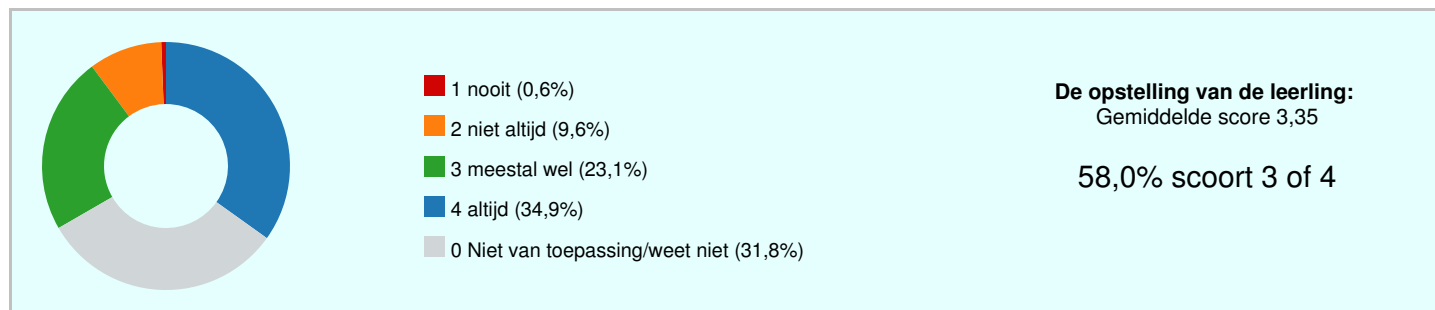 1 nooit (0,6%)
2 niet altijd (9,6%)
3 meestal wel (23,1%)
4 altijd (34,9%)
0 Niet van toepassing/weet niet (31,8%)
De opstelling van de leerling:
Gemiddelde score 3,35
58,0% scoort 3 of 4